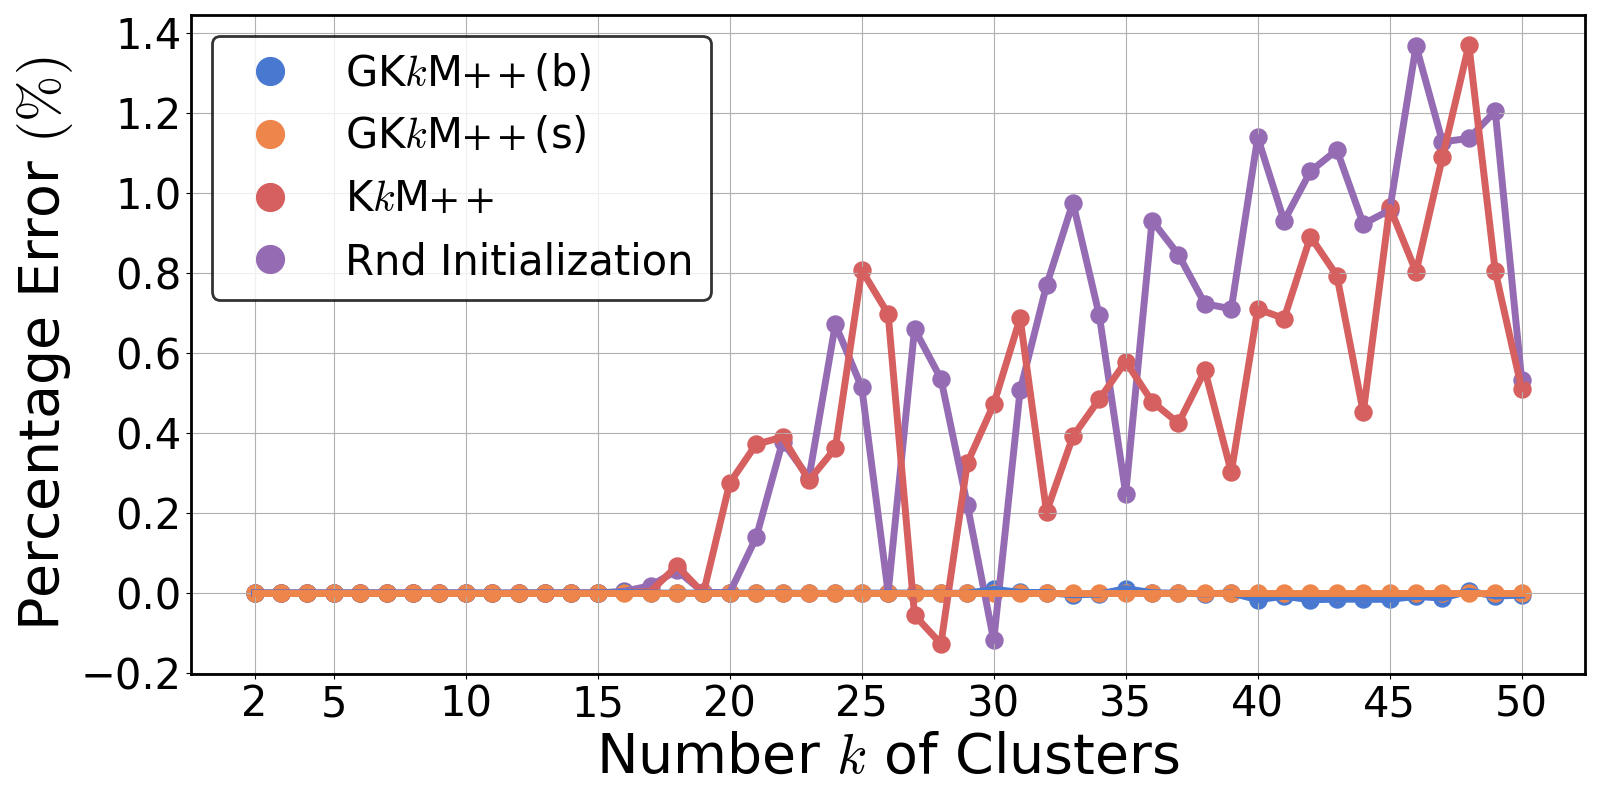 Percentage Error (%)
1.4
1.2
1.0
0.8
0.6
0.4
0.2
0.0
−0.2
GKkM++(b)
GKkM++(s)
KkM++
Rnd Initialization
2 5 10 15 20 25 30 35 40 45 50
Number k of Clusters